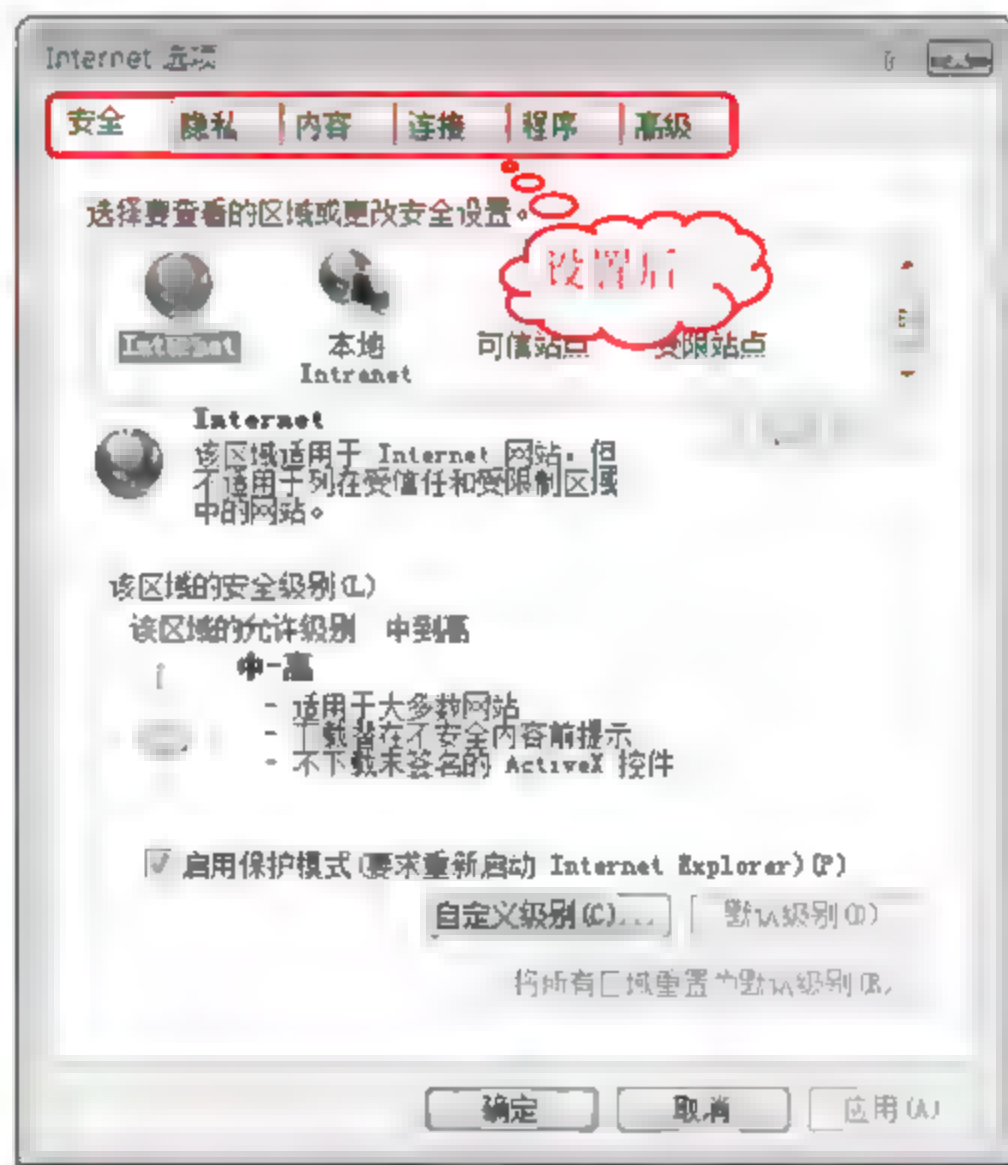 Internet 选项
安全 隐私 内容 连接 程序 高级
选择要查看的区域或更改安全设置。
设置后
Internet 本地 Intranet 可信站点 受限站点
Internet
该区域适用于 Internet 网站，但
不适用于列在受信任和受限制区域
中的网站。
该区域的安全级别(L)
该区域的允许级别 中到高
中-高
- 适用于大多数网站
- 下载潜在不安全内容前提示
- 不下载未签名的 ActiveX 控件
启用保护模式(要求重新启动 Internet Explorer)(P)
自定义级别(C)... 默认级别(D)
将所有区域重置为默认级别(R)
确定 取消 应用(A)